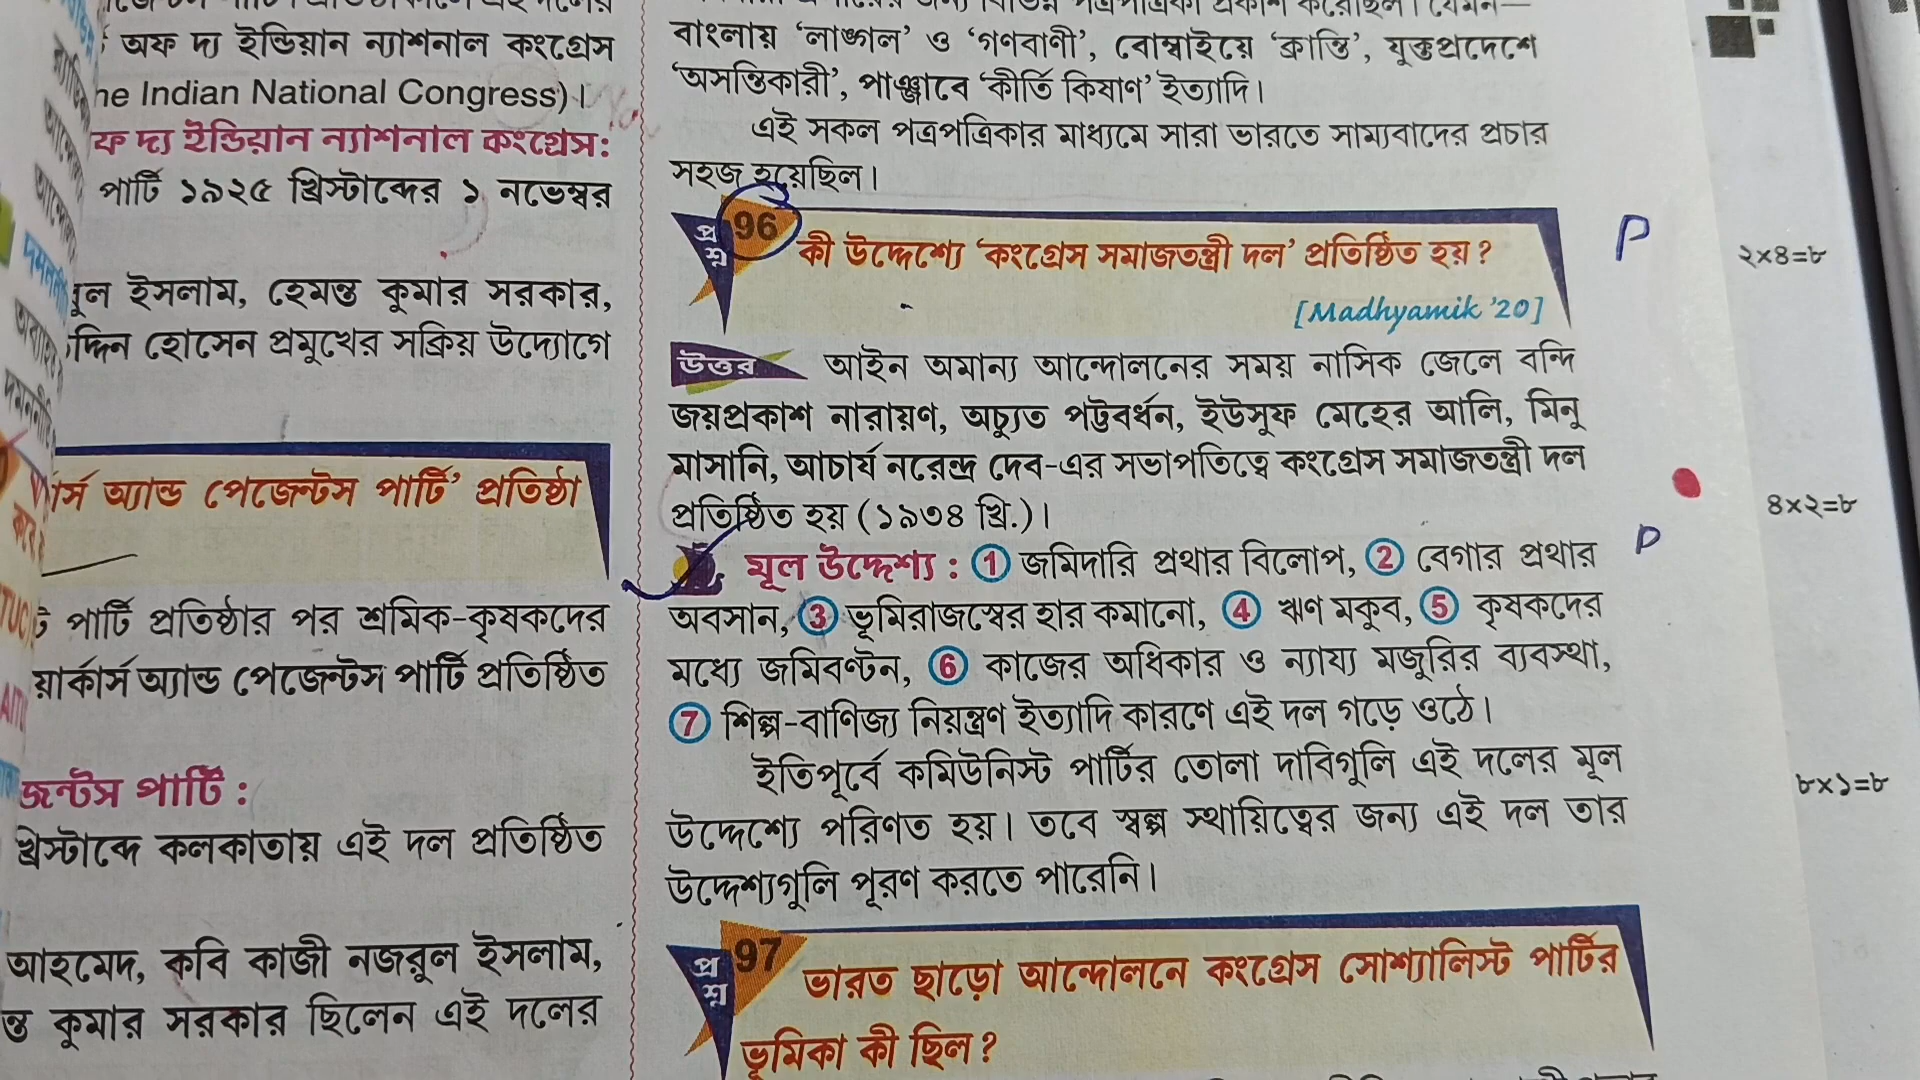 অফ দ্য ইন্ডিয়ান ন্যাশনাল কংগ্রেস
he Indian National Congress)।
ফ দ্য ইন্ডিয়ান ন্যাশনাল কংগ্রেস:
পার্টি ১৯২৫ খ্রিস্টাব্দের ১ নভেম্বর
ইসলাম, হেমন্ত কুমার সরকার,
হোসেন প্রমুখের সক্রিয় উদ্যোগে
অ্যান্ড পেজেন্টস পার্টি’ প্রতিষ্ঠা
পার্টি প্রতিষ্ঠার পর শ্রমিক-কৃষকদের
য়ার্কার্স অ্যান্ড পেজেন্টস পার্টি প্রতিষ্ঠিত
জেন্টস পার্টি :
কলকাতায় এই দল প্রতিষ্ঠিত
আহমেদ, কবি কাজী নজরুল ইসলাম,
ন্ত কুমার সরকার ছিলেন এই দলের
বাংলায় ‘লাঙ্গল’ ও ‘গণবাণী’, বোম্বাইয়ে ‘ক্রান্তি’, যুক্তপ্রদেশে
‘অসন্তিকারী’, পাঞ্জাবে ‘কীর্তি কিষাণ’ ইত্যাদি।
এই সকল পত্রপত্রিকার মাধ্যমে সারা ভারতে সাম্যবাদের প্রচার
সহজ হয়েছিল।
প্রশ্ন 96 কী উদ্দেশ্যে ‘কংগ্রেস সমাজতন্ত্রী দল’ প্রতিষ্ঠিত হয়?
[Madhyamik ’20]
উত্তর আইন অমান্য আন্দোলনের সময় নাসিক জেলে বন্দি
জয়প্রকাশ নারায়ণ, অচ্যুত পট্টবর্ধন, ইউসুফ মেহের আলি, মিনু
মাসানি, আচার্য নরেন্দ্র দেব-এর সভাপতিত্বে কংগ্রেস সমাজতন্ত্রী দল
প্রতিষ্ঠিত হয় (১৯৩৪ খ্রি.)।
মূল উদ্দেশ্য : 1 জমিদারি প্রথার বিলোপ, 2 বেগার প্রথার
অবসান, 3 ভূমিরাজস্বের হার কমানো, 4 ঋণ মকুব, 5 কৃষকদের
মধ্যে জমিবণ্টন, 6 কাজের অধিকার ও ন্যায্য মজুরির ব্যবস্থা,
7 শিল্প-বাণিজ্য নিয়ন্ত্রণ ইত্যাদি কারণে এই দল গড়ে ওঠে।
ইতিপূর্বে কমিউনিস্ট পার্টির তোলা দাবিগুলি এই দলের মূল
উদ্দেশ্যে পরিণত হয়। তবে স্বল্প স্থায়িত্বের জন্য এই দল তার
উদ্দেশ্যগুলি পূরণ করতে পারেনি।
প্রশ্ন 97 ভারত ছাড়ো আন্দোলনে কংগ্রেস সোশ্যালিস্ট পার্টির
ভূমিকা কী ছিল?
P
P
২×৪=৮
৪×২=৮
৮×১=৮